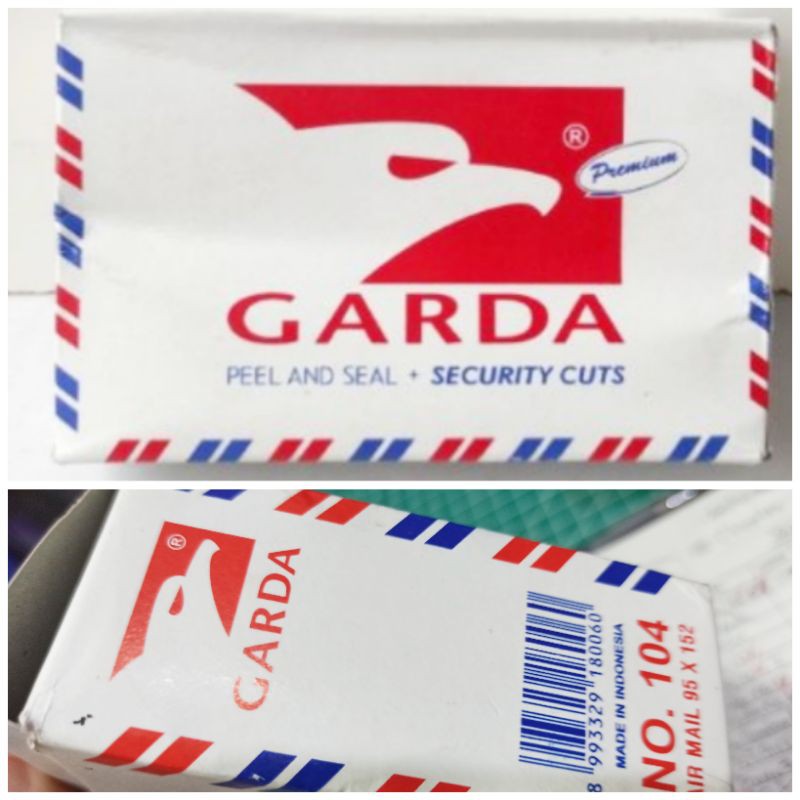 ®
Premium
GARDA
PEEL AND SEAL + SECURITY CUTS
®
GARDA
8 993329 180060
MADE IN INDONESIA
NO. 104
AIR MAIL 95 X 152